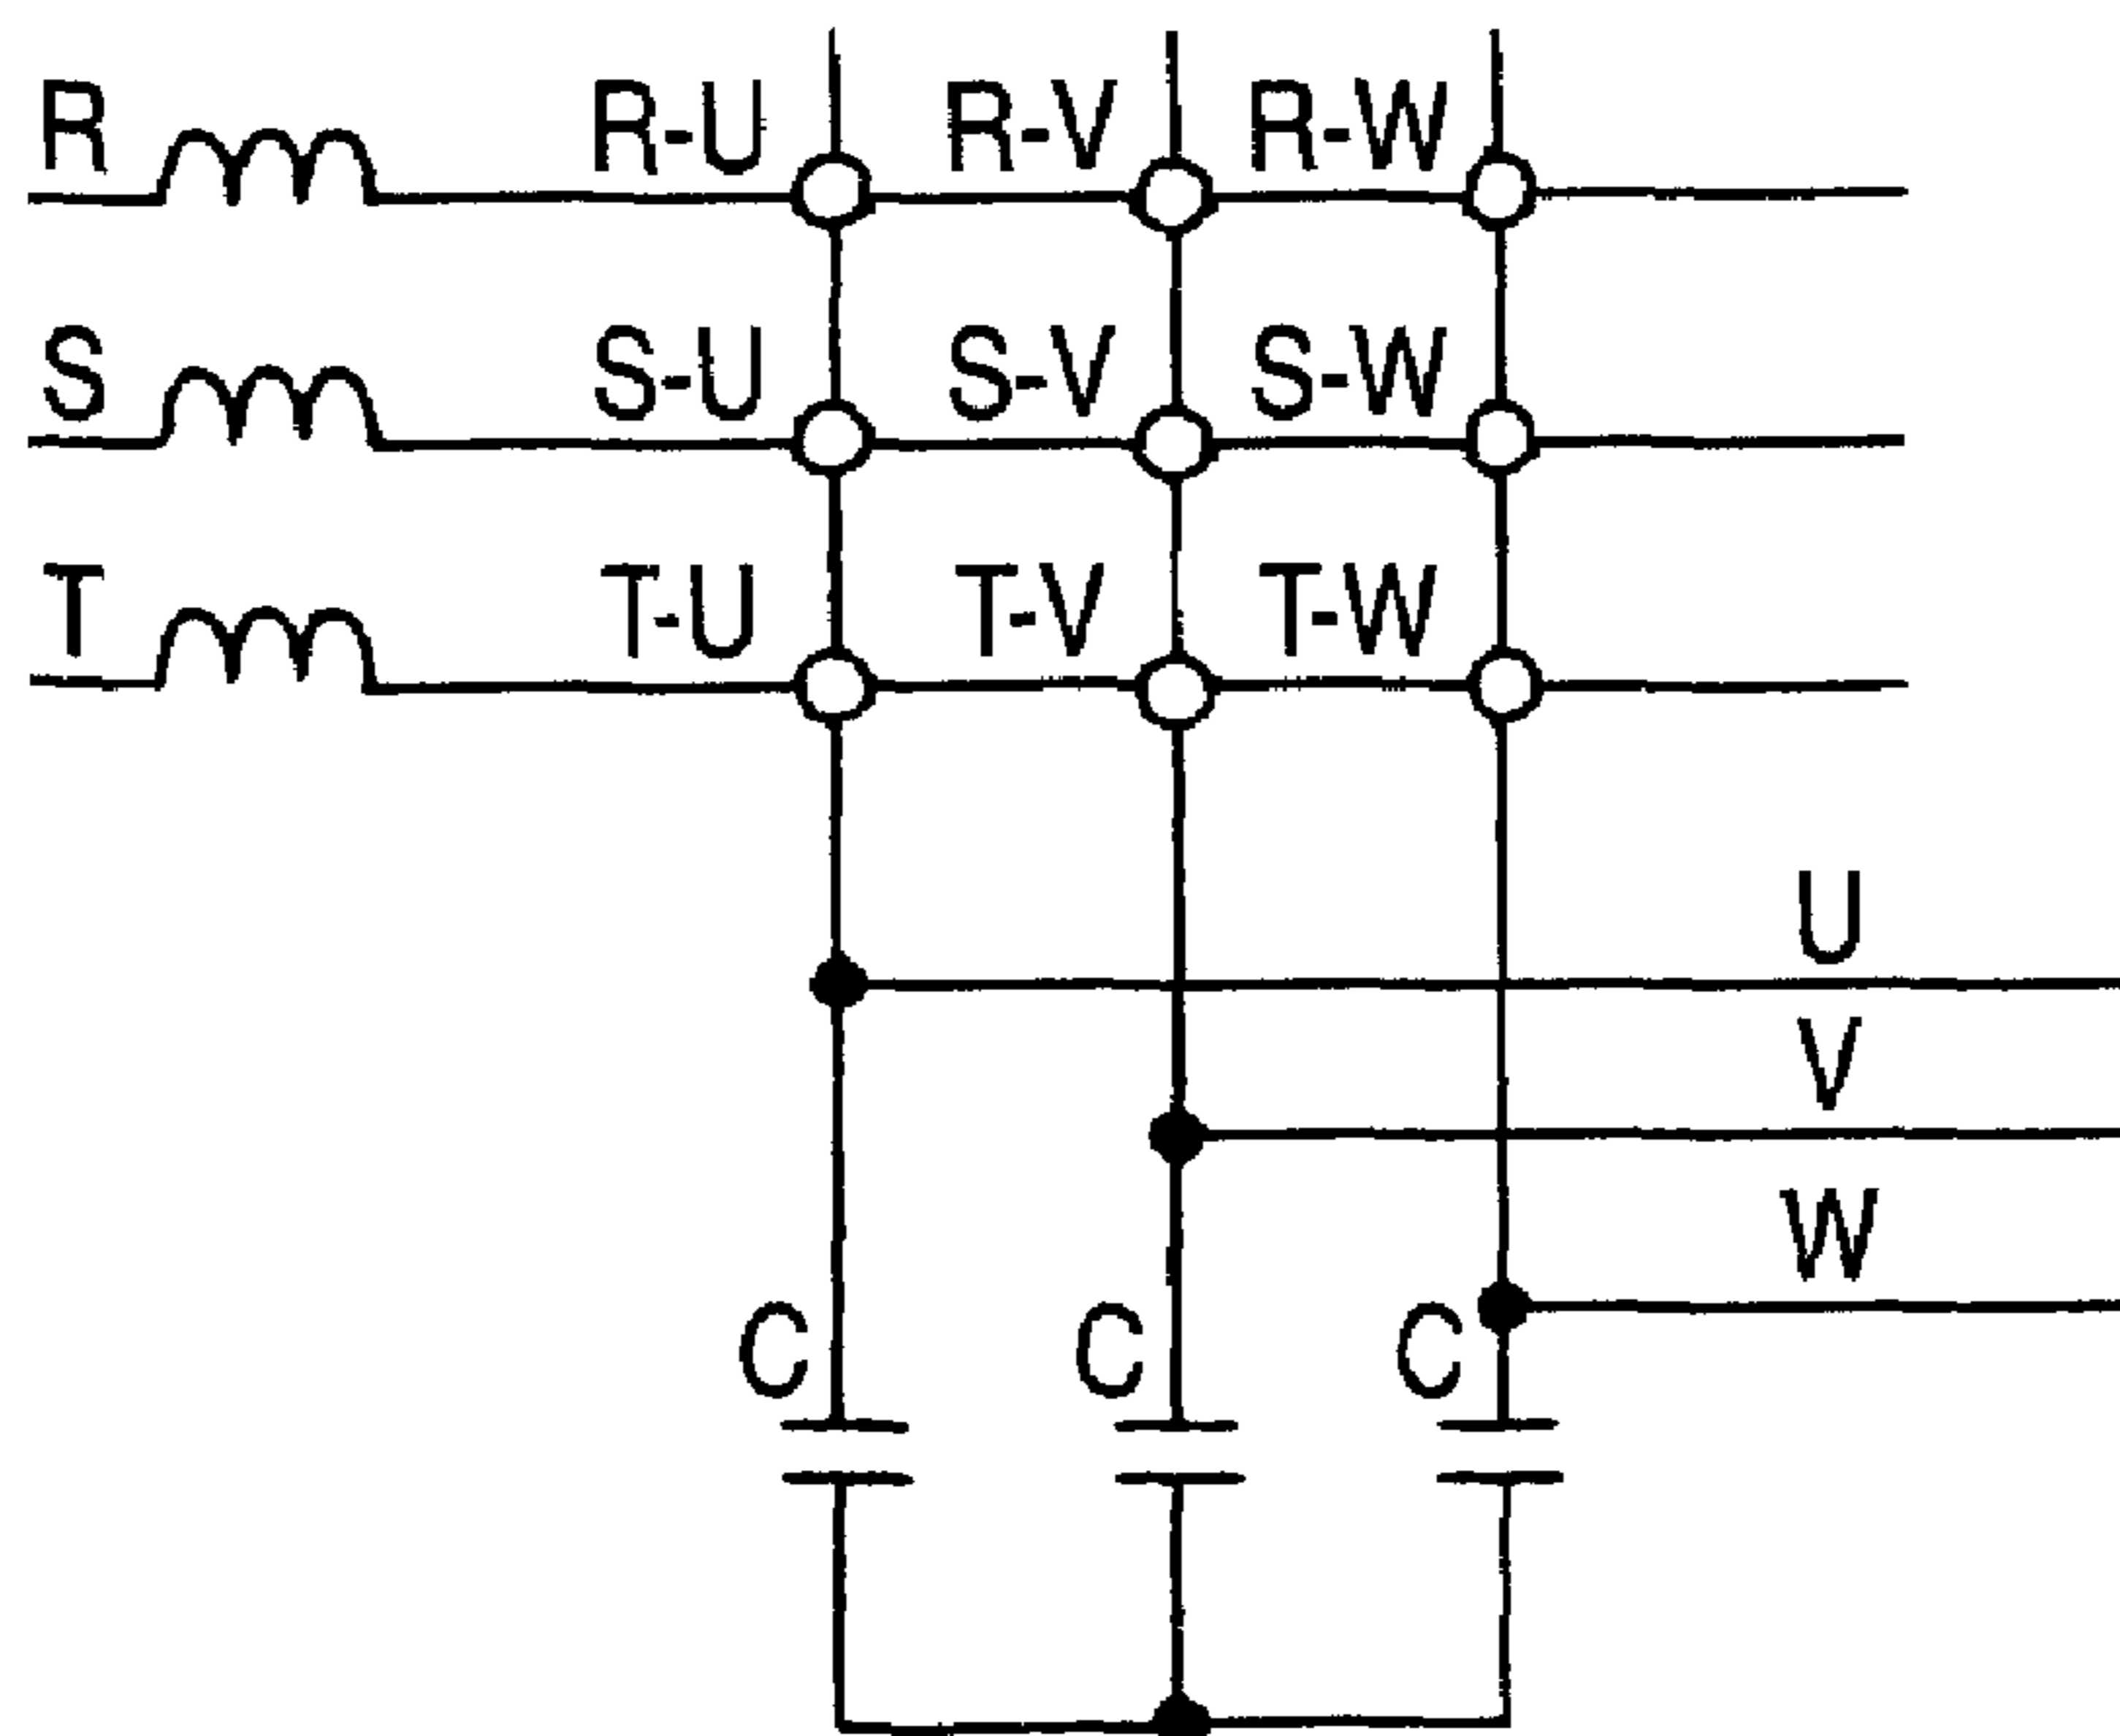 R R-U R-V R-W
S S-U S-V S-W
T T-U T-V T-W
U
V
W
C C C